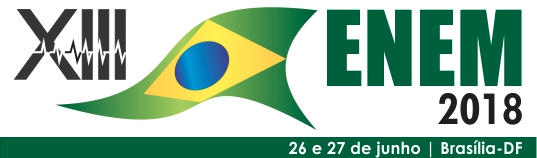 XIII ENEM
2018
26 e 27 de junho | Brasília-DF